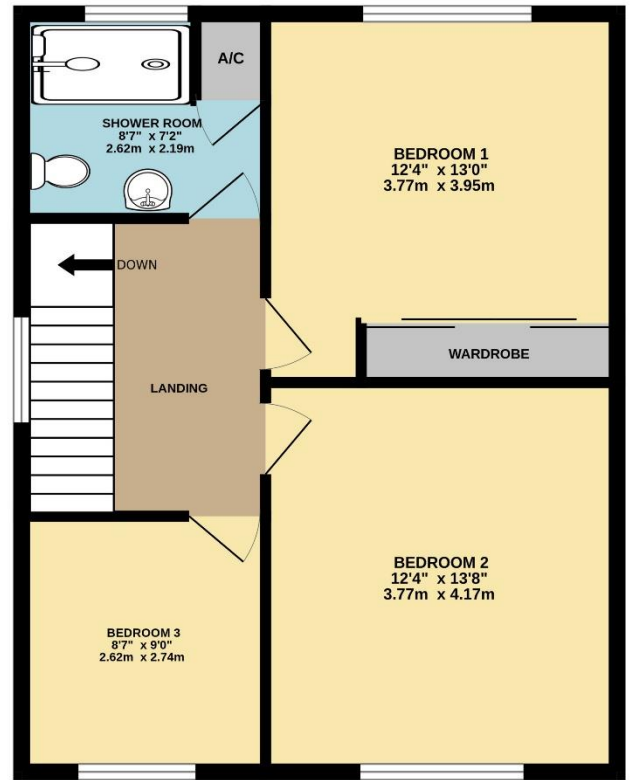 A/C
SHOWER ROOM
8'7" x 7'2"
2.62m x 2.19m
BEDROOM 1
12'4" x 13'0"
3.77m x 3.95m
DOWN
WARDROBE
LANDING
BEDROOM 2
12'4" x 13'8"
3.77m x 4.17m
BEDROOM 3
8'7" x 9'0"
2.62m x 2.74m